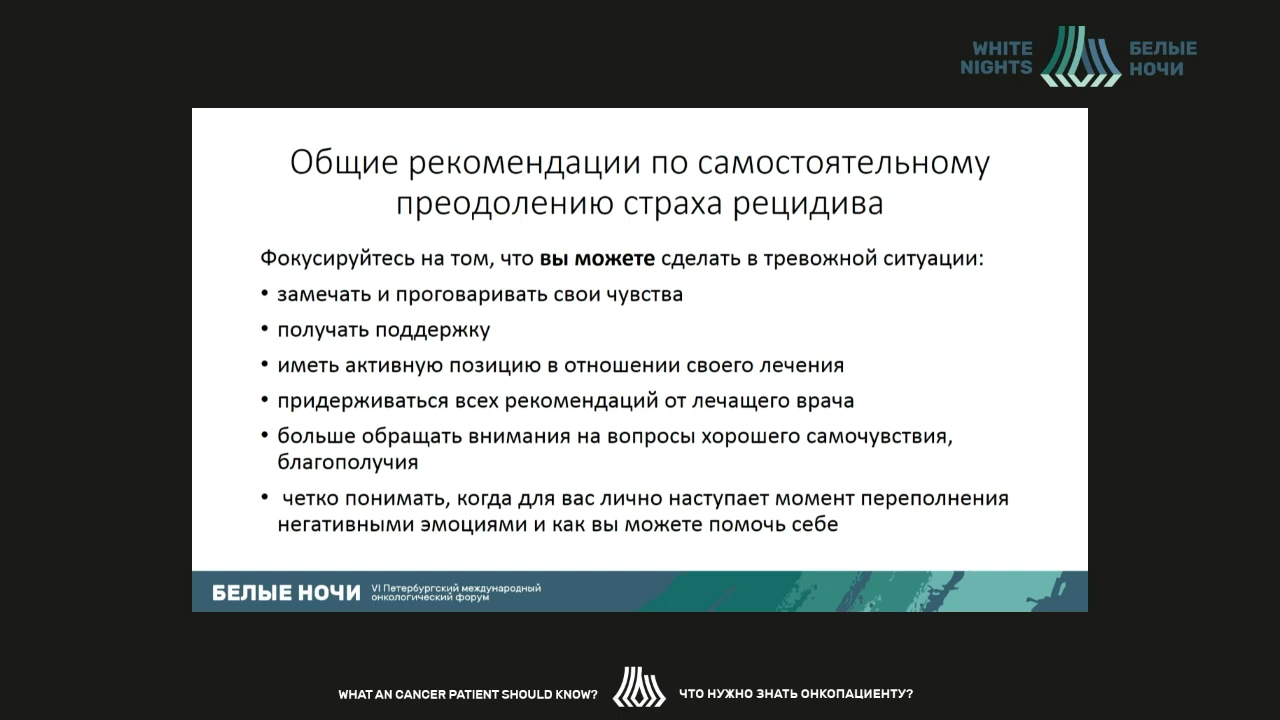 WHITE
NIGHTS
БЕЛЫЕ
НОЧИ
Общие рекомендации по самостоятельному
преодолению страха рецидива
Фокусируйтесь на том, что вы можете сделать в тревожной ситуации:
• замечать и проговаривать свои чувства
• получать поддержку
• иметь активную позицию в отношении своего лечения
• придерживаться всех рекомендаций от лечащего врача
• больше обращать внимания на вопросы хорошего самочувствия,
благополучия
• четко понимать, когда для вас лично наступает момент переполнения
негативными эмоциями и как вы можете помочь себе
БЕЛЫЕ НОЧИ
VI Петербургский международный
онкологический форум
WHAT AN CANCER PATIENT SHOULD KNOW?
ЧТО НУЖНО ЗНАТЬ ОНКОПАЦИЕНТУ?